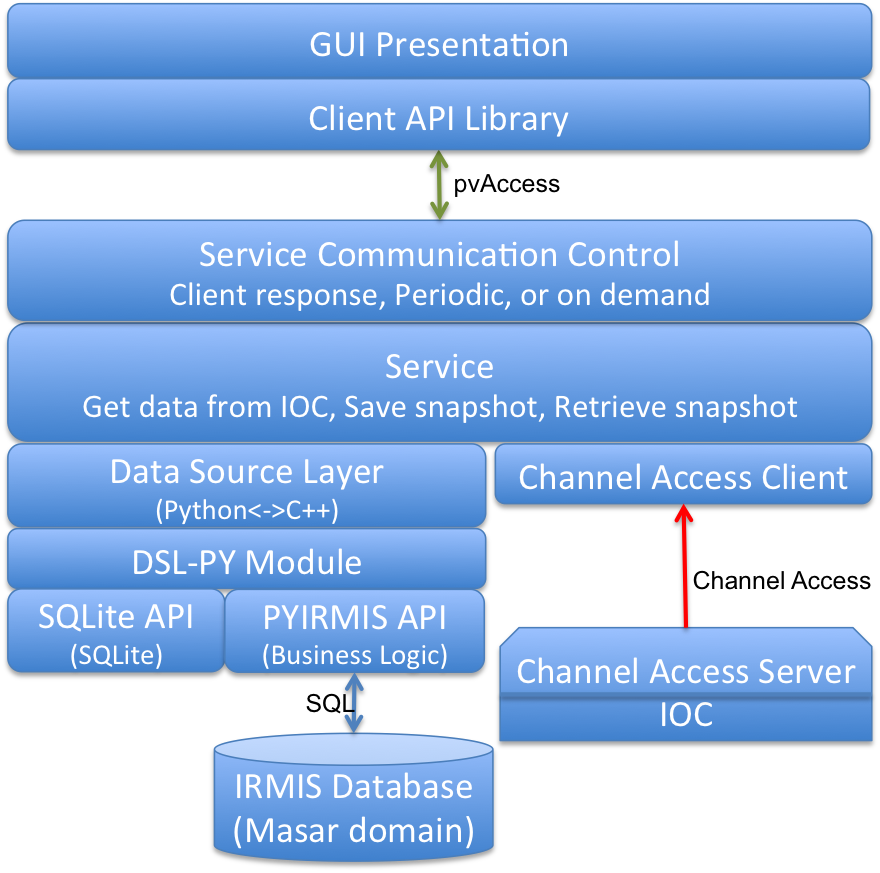 GUI Presentation
Client API Library
pvAccess
Service Communication Control
Client response, Periodic, or on demand
Service
Get data from IOC, Save snapshot, Retrieve snapshot
Data Source Layer
(Python<->C++)
Channel Access Client
DSL-PY Module
Channel Access
SQLite API
(SQLite)
PYIRMIS API
(Business Logic)
Channel Access Server
IOC
SQL
IRMIS Database
(Masar domain)